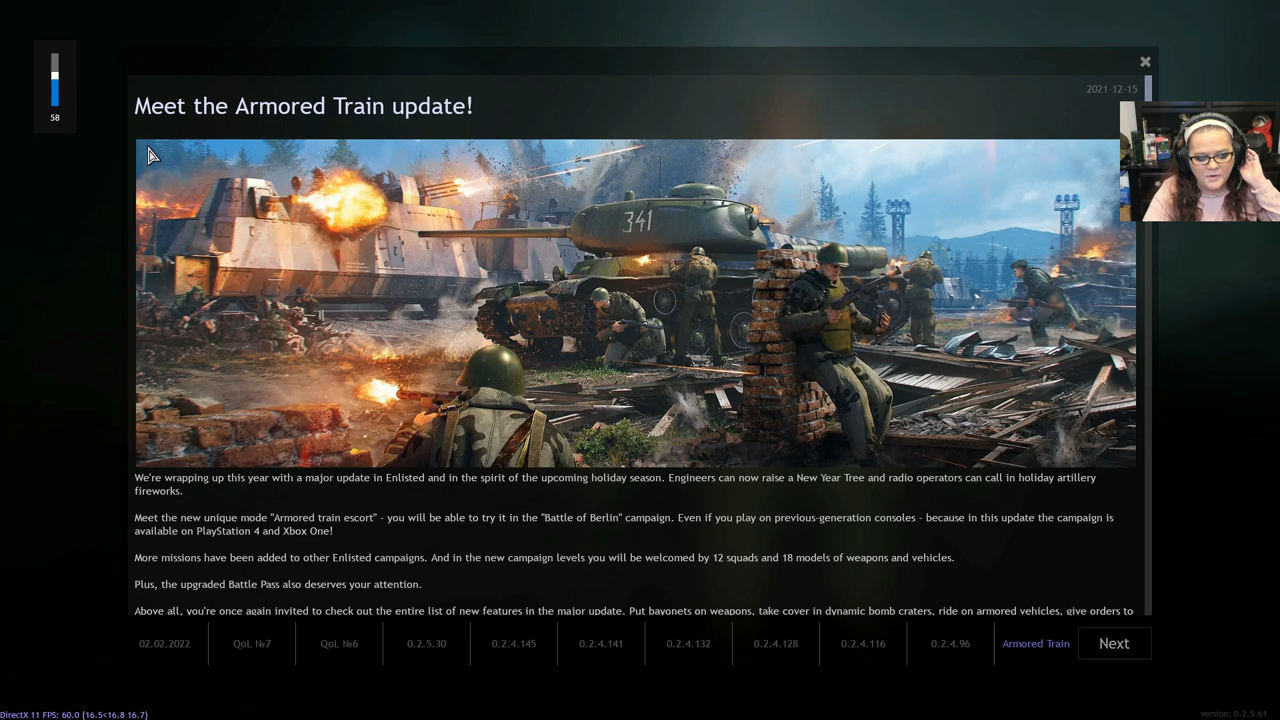 58
2021-12-15
Meet the Armored Train update!
341
We're wrapping up this year with a major update in Enlisted and in the spirit of the upcoming holiday season. Engineers can now raise a New Year Tree and radio operators can call in holiday artillery
fireworks.
Meet the new unique mode "Armored train escort" - you will be able to try it in the "Battle of Berlin" campaign. Even if you play on previous-generation consoles - because in this update the campaign is
available on PlayStation 4 and Xbox One!
More missions have been added to other Enlisted campaigns. And in the new campaign levels you will be welcomed by 12 squads and 18 models of weapons and vehicles.
Plus, the upgraded Battle Pass also deserves your attention.
Above all, you're once again invited to check out the entire list of new features in the major update. Put bayonets on weapons, take cover in dynamic bomb craters, ride on armored vehicles, give orders to
02.02.2022 QoL №7 QoL №6 0.2.5.30 0.2.4.145 0.2.4.141 0.2.4.132 0.2.4.128 0.2.4.116 0.2.4.96 Armored Train Next
DirectX 11 FPS: 60.0 (16.5<16.8 16.7)
version: 0.2.5.61